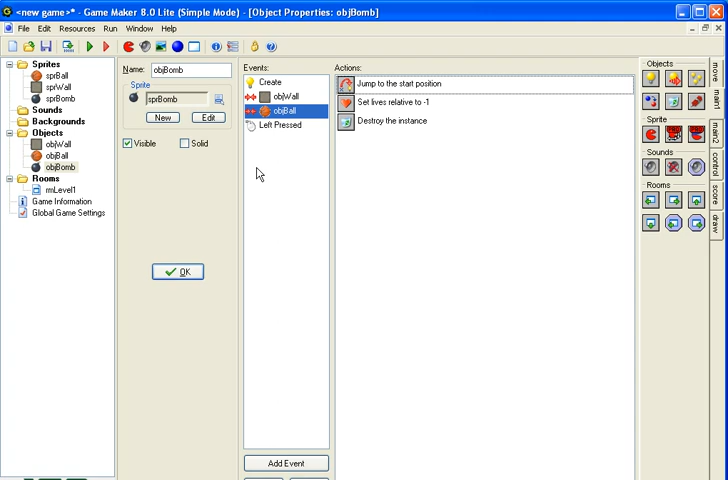 <new game>* - Game Maker 8.0 Lite (Simple Mode) - [Object Properties: objBomb]
File Edit Resources Run Window Help
Sprites
sprBall
sprWall
sprBomb
Sounds
Backgrounds
Objects
objWall
objBall
objBomb
Rooms
rmLevel1
Game Information
Global Game Settings
Name: objBomb
Sprite
sprBomb
New Edit
Visible Solid
OK
Events:
Create
objWall
objBall
Left Pressed
Add Event
Actions:
Jump to the start position
Set lives relative to -1
Destroy the instance
Objects
Sprite
Sounds
Rooms
move
main1
main2
control
score
draw